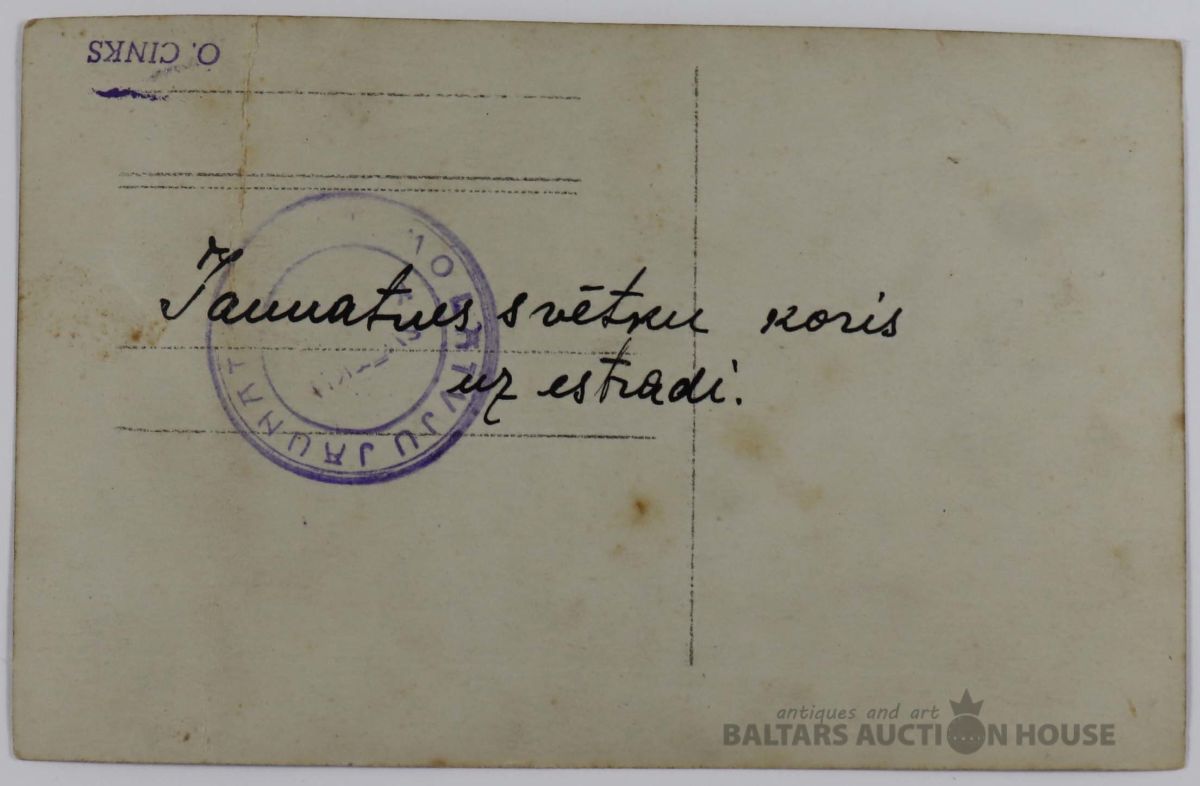 O. CINKS
Jaunatnes svētku koris
uz estradi.
antiques and art
BALTARS AUCTION HOUSE